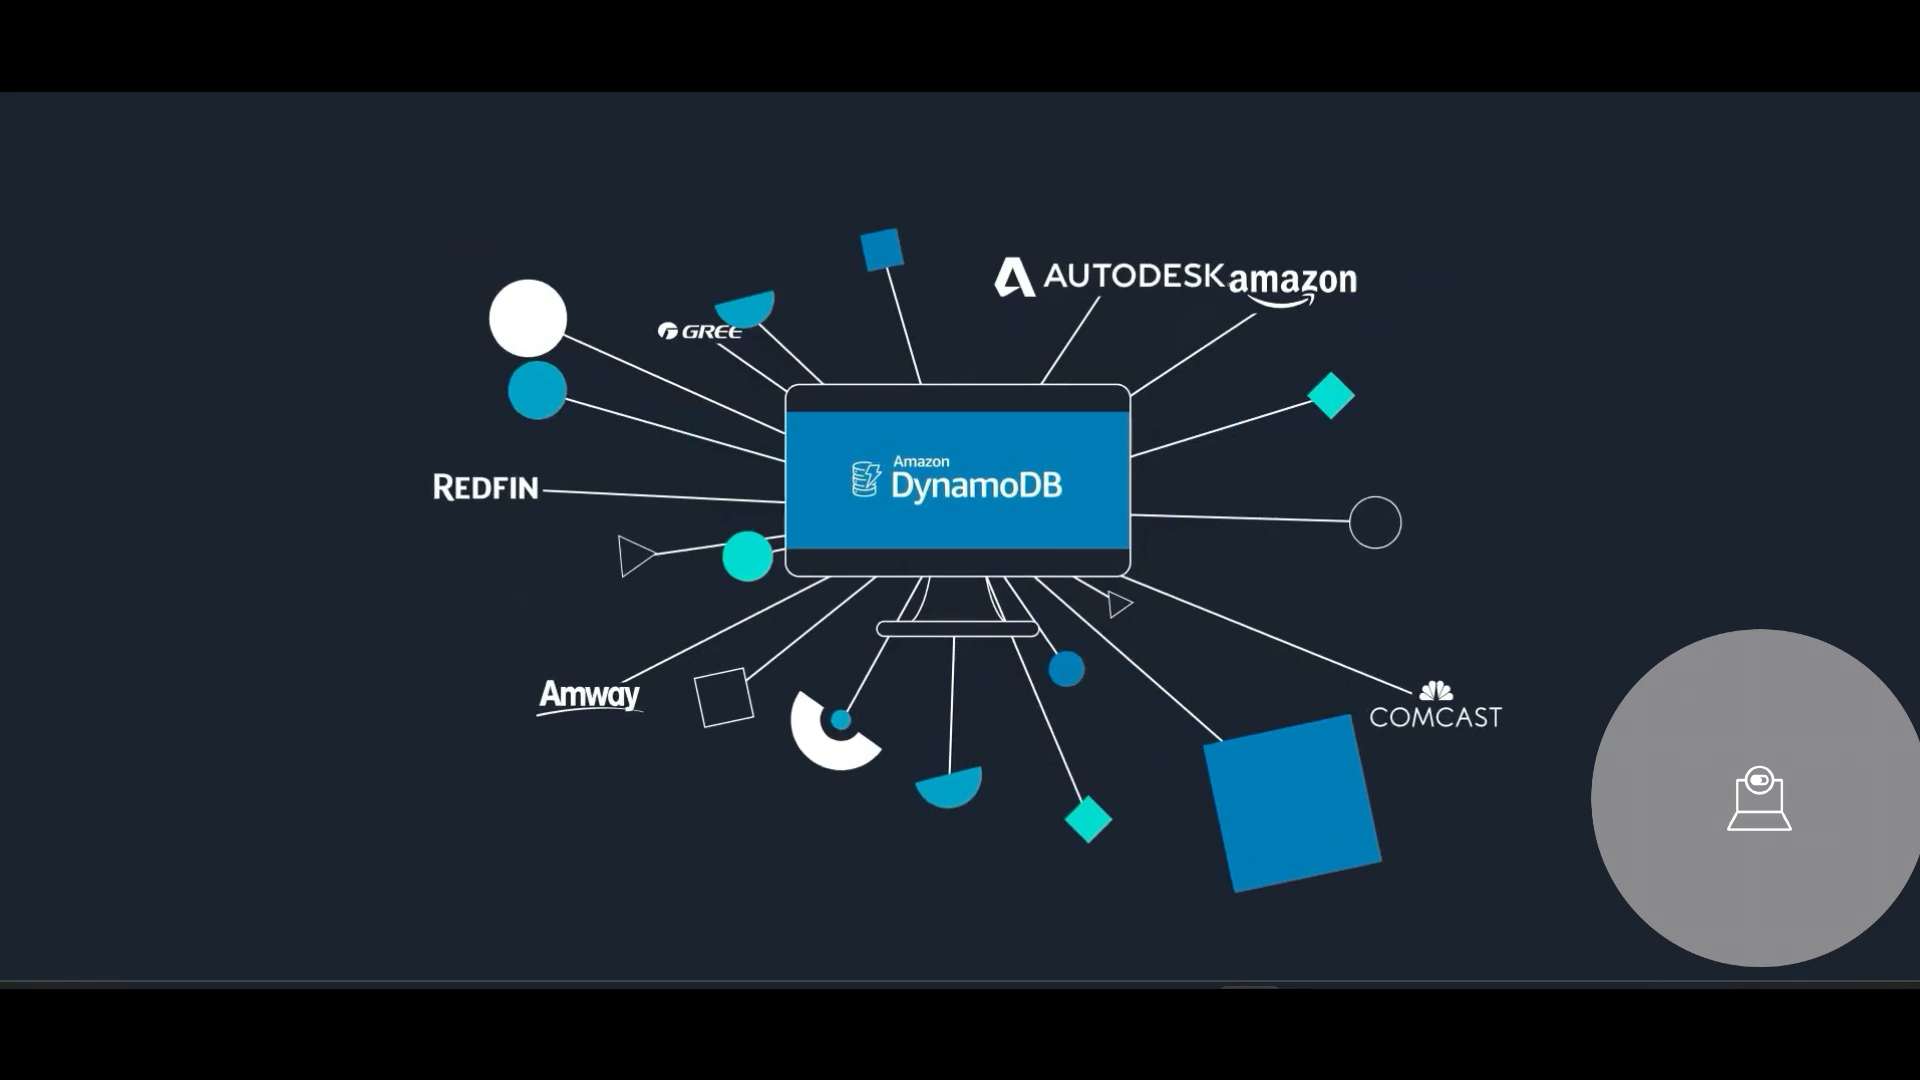 AUTODESK
amazon
GREE
Amazon
DynamoDB
REDFIN
Amway
COMCAST